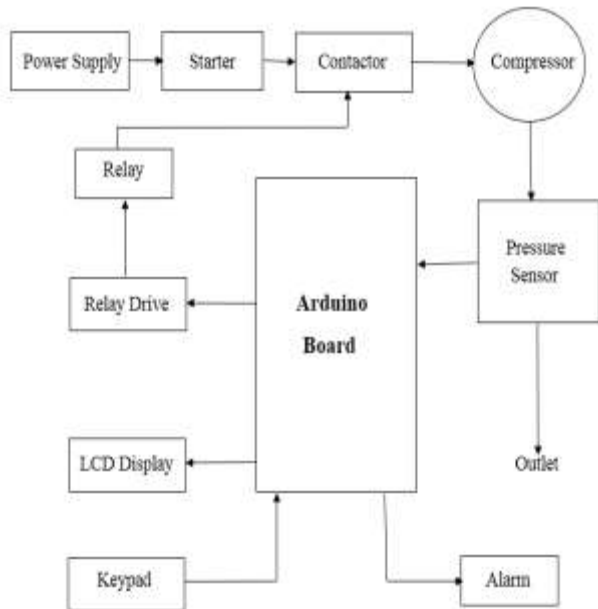 Power Supply
Starter
Contactor
Compressor
Relay
Pressure
Sensor
Relay Drive
Arduino
Board
LCD Display
Outlet
Keypad
Alarm